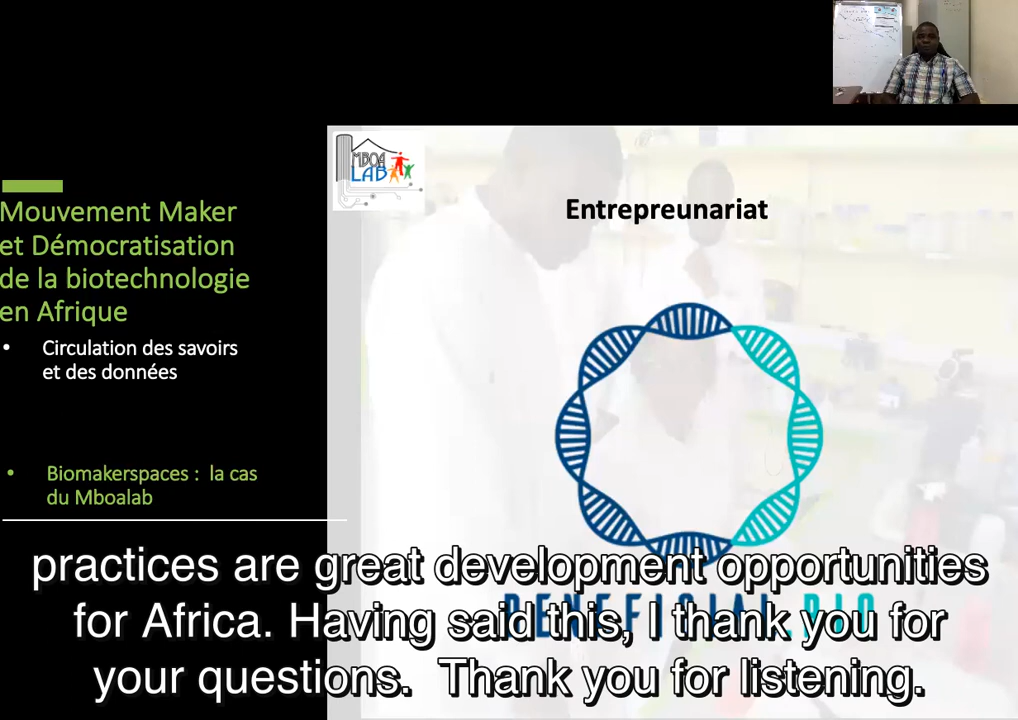 MBOA
LAB
Entrepreunariat
Mouvement Maker
et Démocratisation
de la biotechnologie
en Afrique
• Circulation des savoirs
et des données
• Biomakerspaces : la cas
du Mboalab
BENEFICIAL BIO
practices are great development opportunities
for Africa. Having said this, I thank you for
your questions. Thank you for listening.